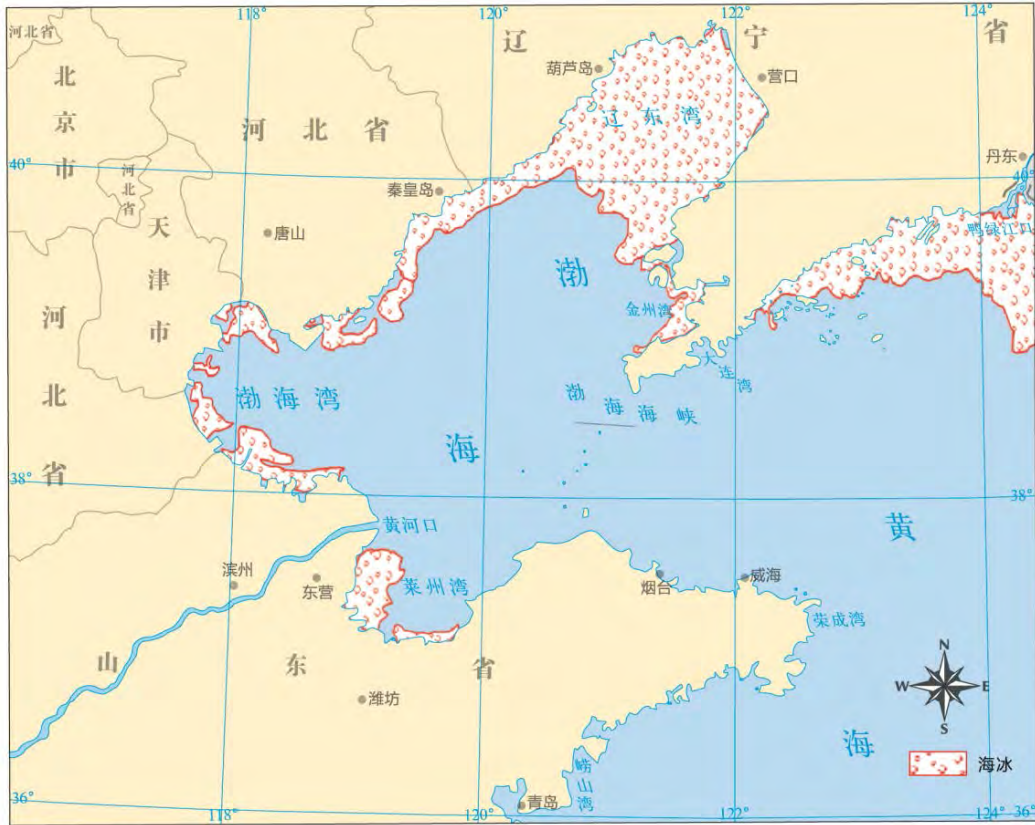 118°
120°
122°
124°
河北省
辽宁省
葫芦岛
营口
北京市
河北省
辽东湾
丹东
40°
40°
河北省
秦皇岛
鸭绿江口
天津市
唐山
渤海
金州湾
河北省
大连湾
渤海湾
渤海海峡
38°
38°
黄海
黄河口
滨州
东营
莱州湾
烟台
威海
荣成湾
山东省
N
W
E
S
潍坊
海冰
崂山湾
青岛
36°
118°
120°
122°
124°
36°